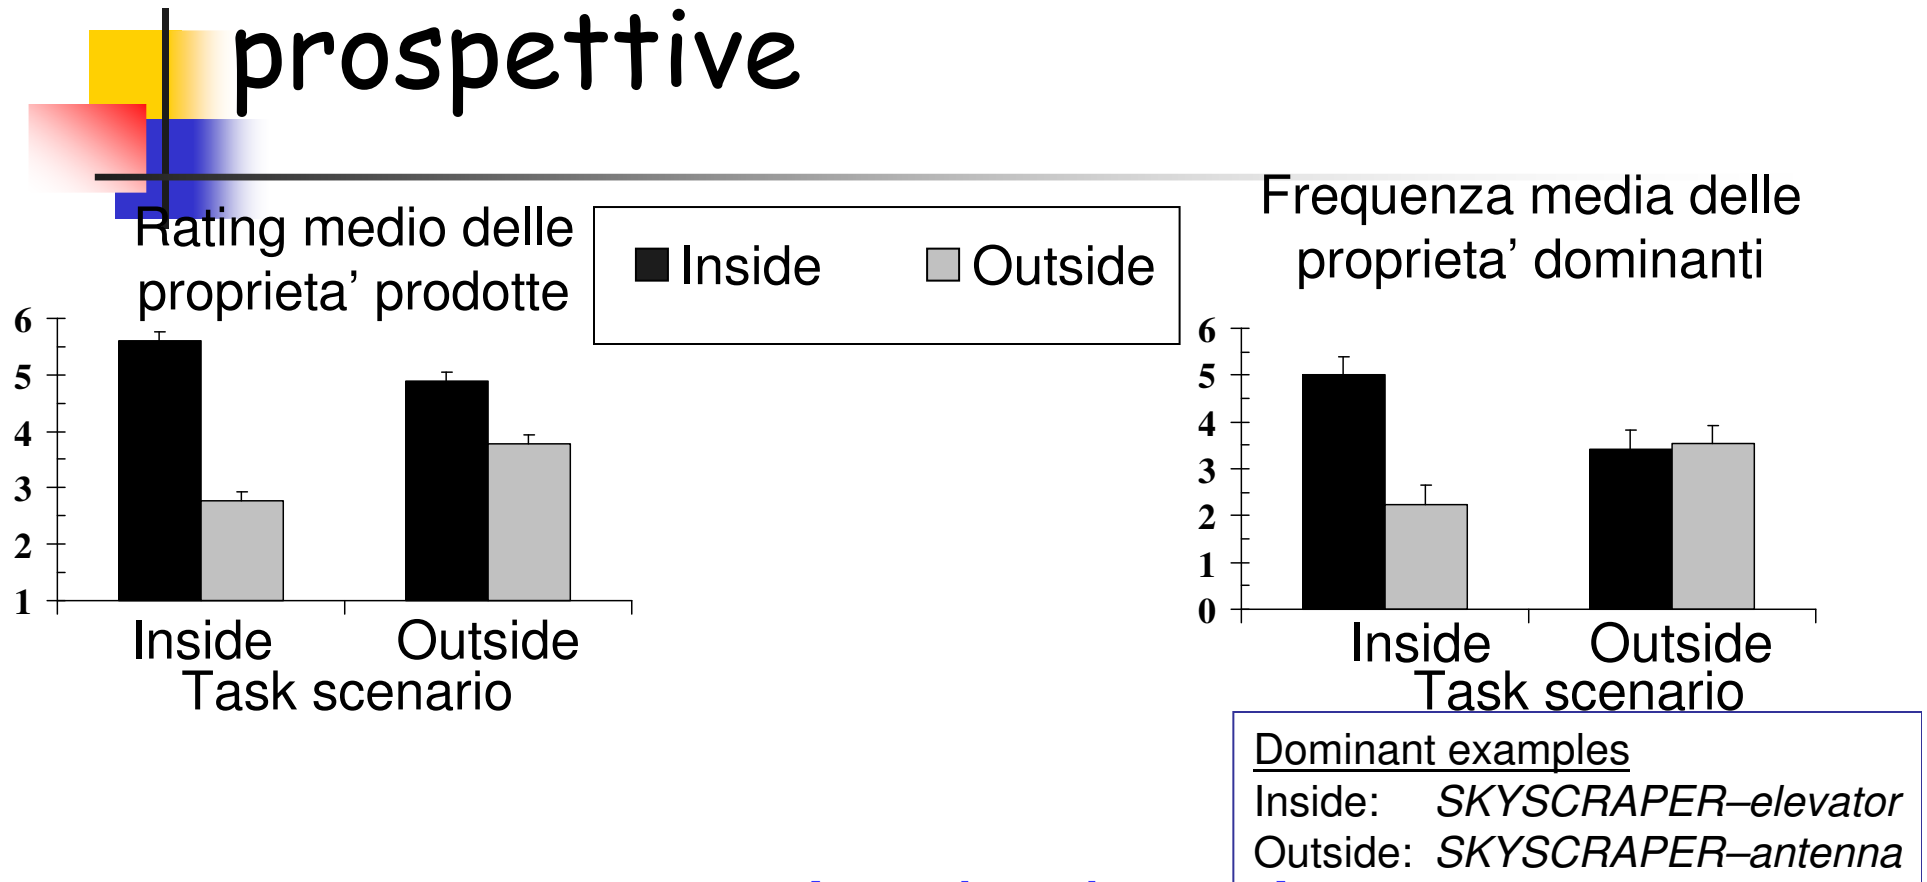 prospettive
Rating medio delle
proprieta’ prodotte
Inside Outside
Frequenza media delle
proprieta’ dominanti
6
5
4
3
2
1
Inside Outside
Task scenario
6
5
4
3
2
1
0
Inside Outside
Task scenario
Dominant examples
Inside: SKYSCRAPER–elevator
Outside: SKYSCRAPER–antenna